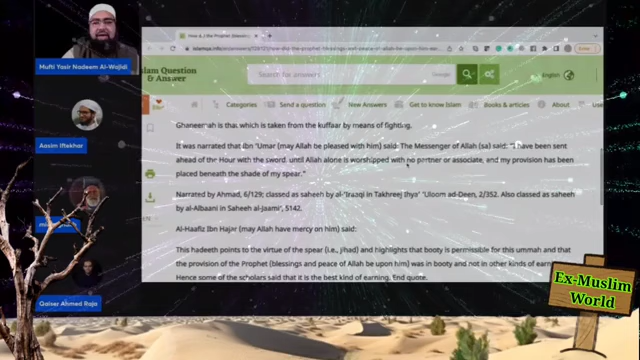 Mufti Yasir Nadeem Al-Wajidi
Aasim Iftekhar
Qaiser Ahmed Raja
Islam Question
& Answer
Search for answers
Google
English
Categories
Send a question
New Answers
Get to know Islam
Books & articles
About
Ghaneemah is that which is taken from the kuffaar by means of fighting.
It was narrated that Ibn 'Umar (may Allah be pleased with him) said: The Messenger of Allah (sa) said: "I have been sent
ahead of the Hour with the sword, until Allah alone is worshipped with no partner or associate, and my provision has been
placed beneath the shade of my spear."
Narrated by Ahmad, 6/129; classed as saheeh by al-'Iraaqi in Takhreej Ihyo' 'Uloom ad-Deen, 2/352. Also classed as saheeh
by al-Albaani in Saheeh al-Jaami', 5142.
Al-Haafiz Ibn Hajar (may Allah have mercy on him) said:
This hadeeth points to the virtue of the spear (i.e., jihad) and highlights that booty is permissible for this ummah and that
the provision of the Prophet (blessings and peace of Allah be upon him) was in booty and not in other kinds of
Hence some of the scholars said that it is the best kind of earning. End quote.
Ex-Muslim
World